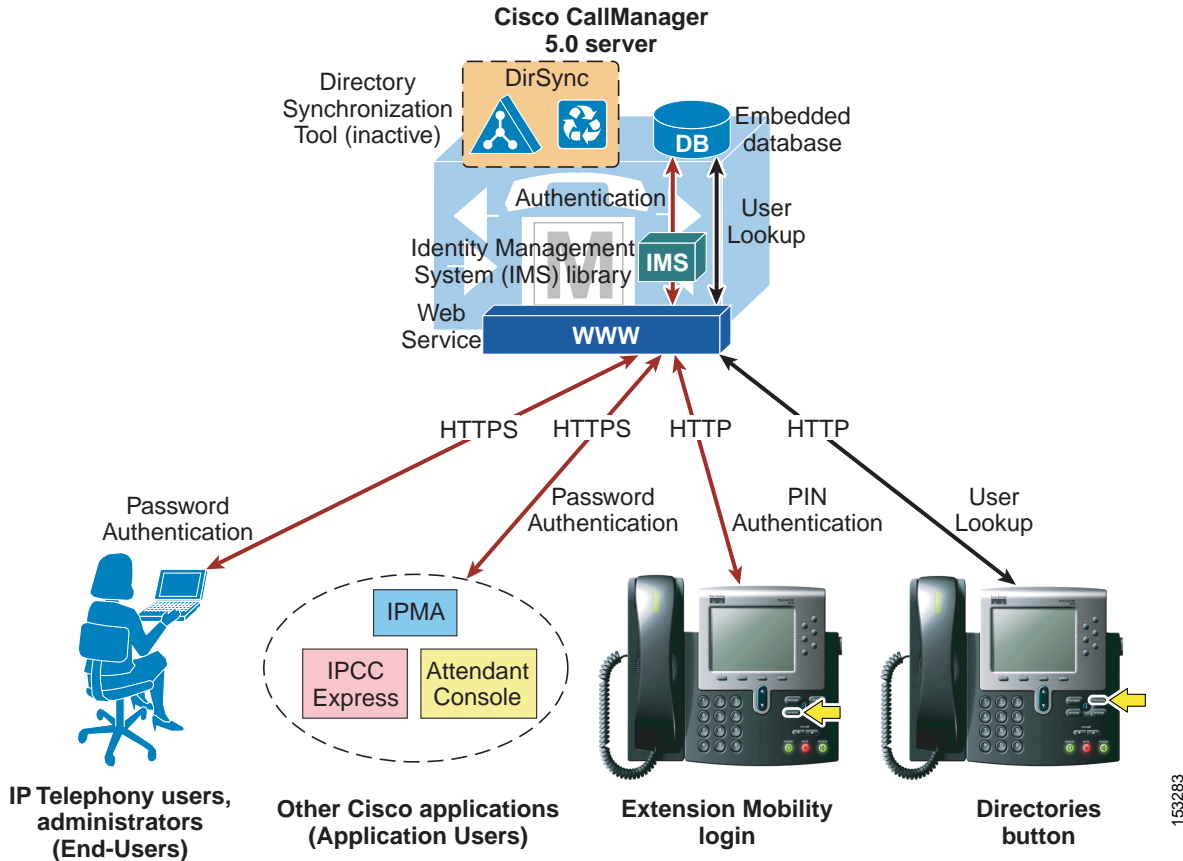 Cisco CallManager
5.0 server
DirSync
Directory
Synchronization
Tool (inactive)
DB
Embedded
database
Authentication
User
Lookup
M
Identity Management
System (IMS) library
IMS
Web
Service
WWW
HTTPS
HTTPS
HTTP
HTTP
Password
Authentication
Password
Authentication
PIN
Authentication
User
Lookup
IPMA
IPCC
Express
Attendant
Console
IP Telephony users,
administrators
(End-Users)
Other Cisco applications
(Application Users)
Extension Mobility
login
Directories
button
153283